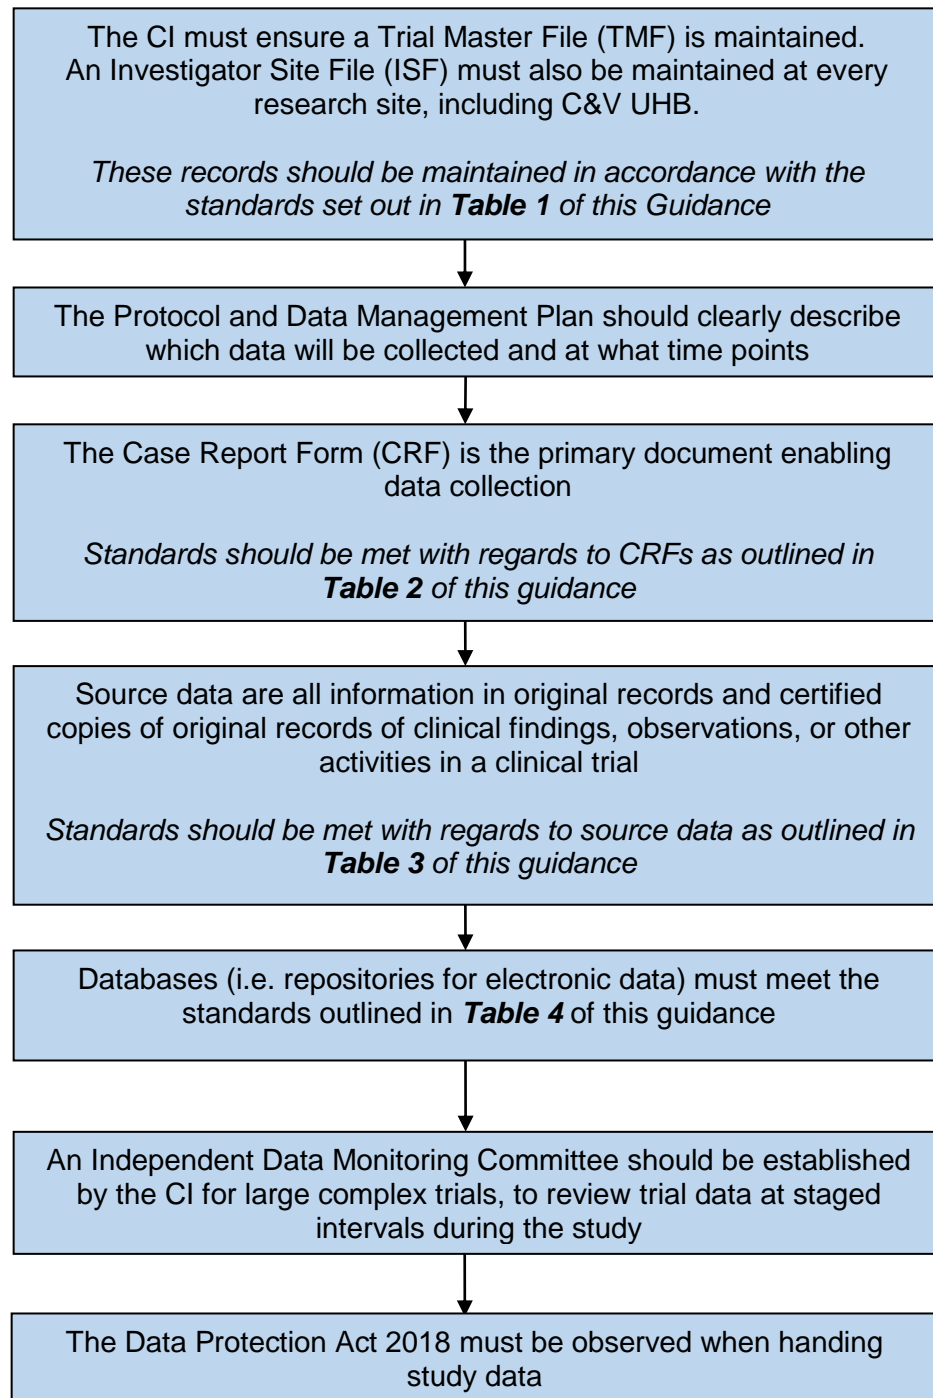 The CI must ensure a Trial Master File (TMF) is maintained.
An Investigator Site File (ISF) must also be maintained at every
research site, including C&V UHB.
These records should be maintained in accordance with the
standards set out in Table 1 of this Guidance
The Protocol and Data Management Plan should clearly describe
which data will be collected and at what time points
The Case Report Form (CRF) is the primary document enabling
data collection
Standards should be met with regards to CRFs as outlined in
Table 2 of this guidance
Source data are all information in original records and certified
copies of original records of clinical findings, observations, or other
activities in a clinical trial
Standards should be met with regards to source data as outlined in
Table 3 of this guidance
Databases (i.e. repositories for electronic data) must meet the
standards outlined in Table 4 of this guidance
An Independent Data Monitoring Committee should be established
by the CI for large complex trials, to review trial data at staged
intervals during the study
The Data Protection Act 2018 must be observed when handing
study data